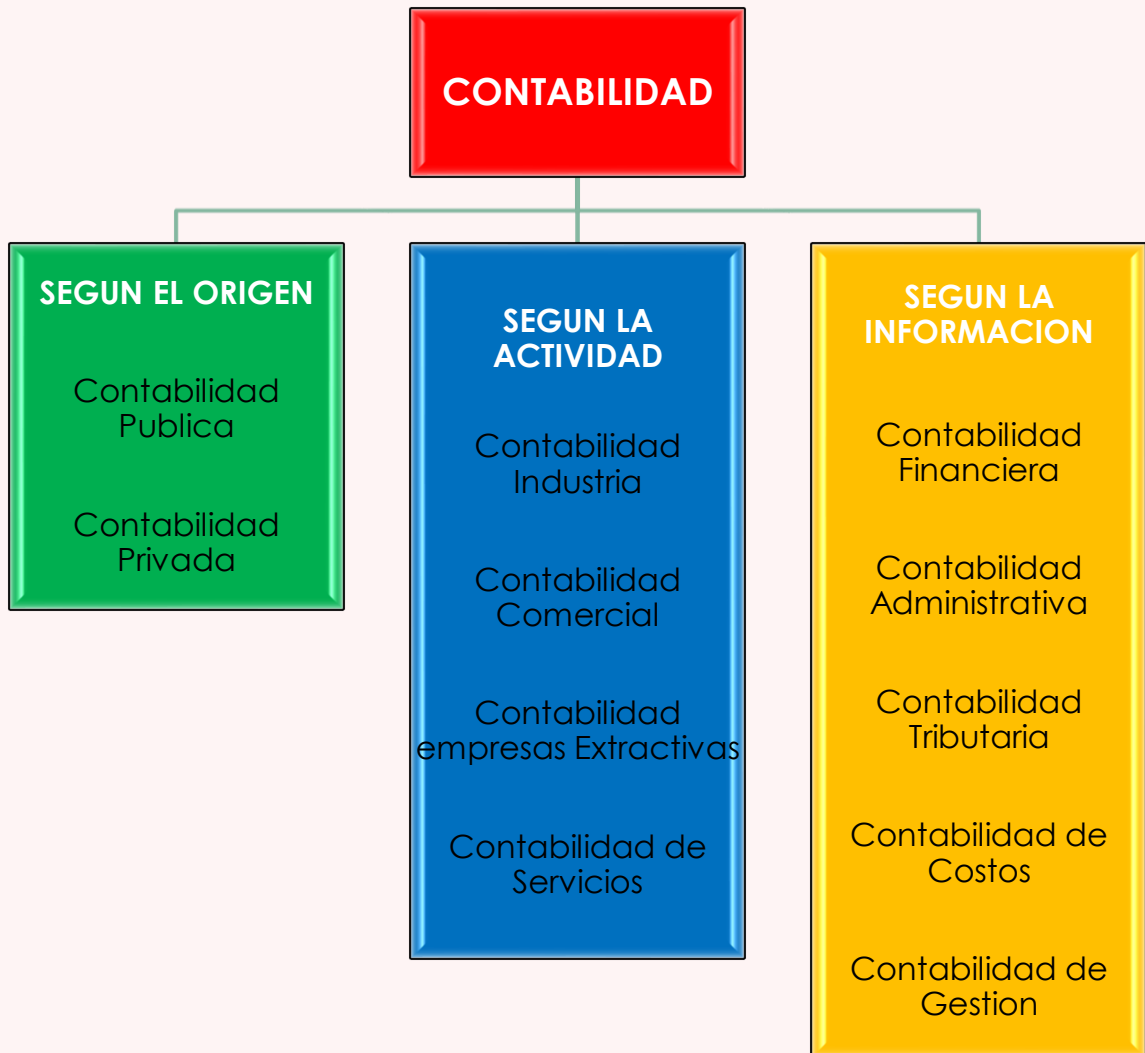 CONTABILIDAD
SEGUN EL ORIGEN
Contabilidad
Publica
Contabilidad
Privada
SEGUN LA
ACTIVIDAD
Contabilidad
Industria
Contabilidad
Comercial
Contabilidad
empresas Extractivas
Contabilidad de
Servicios
SEGUN LA
INFORMACION
Contabilidad
Financiera
Contabilidad
Administrativa
Contabilidad
Tributaria
Contabilidad de
Costos
Contabilidad de
Gestion